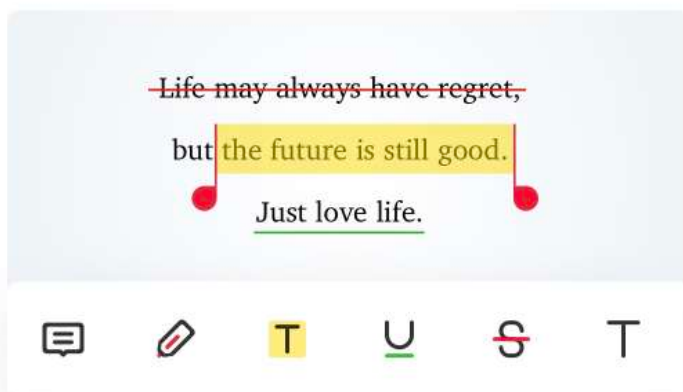 Life may always have regret,
but the future is still good.
Just love life.
T U S T